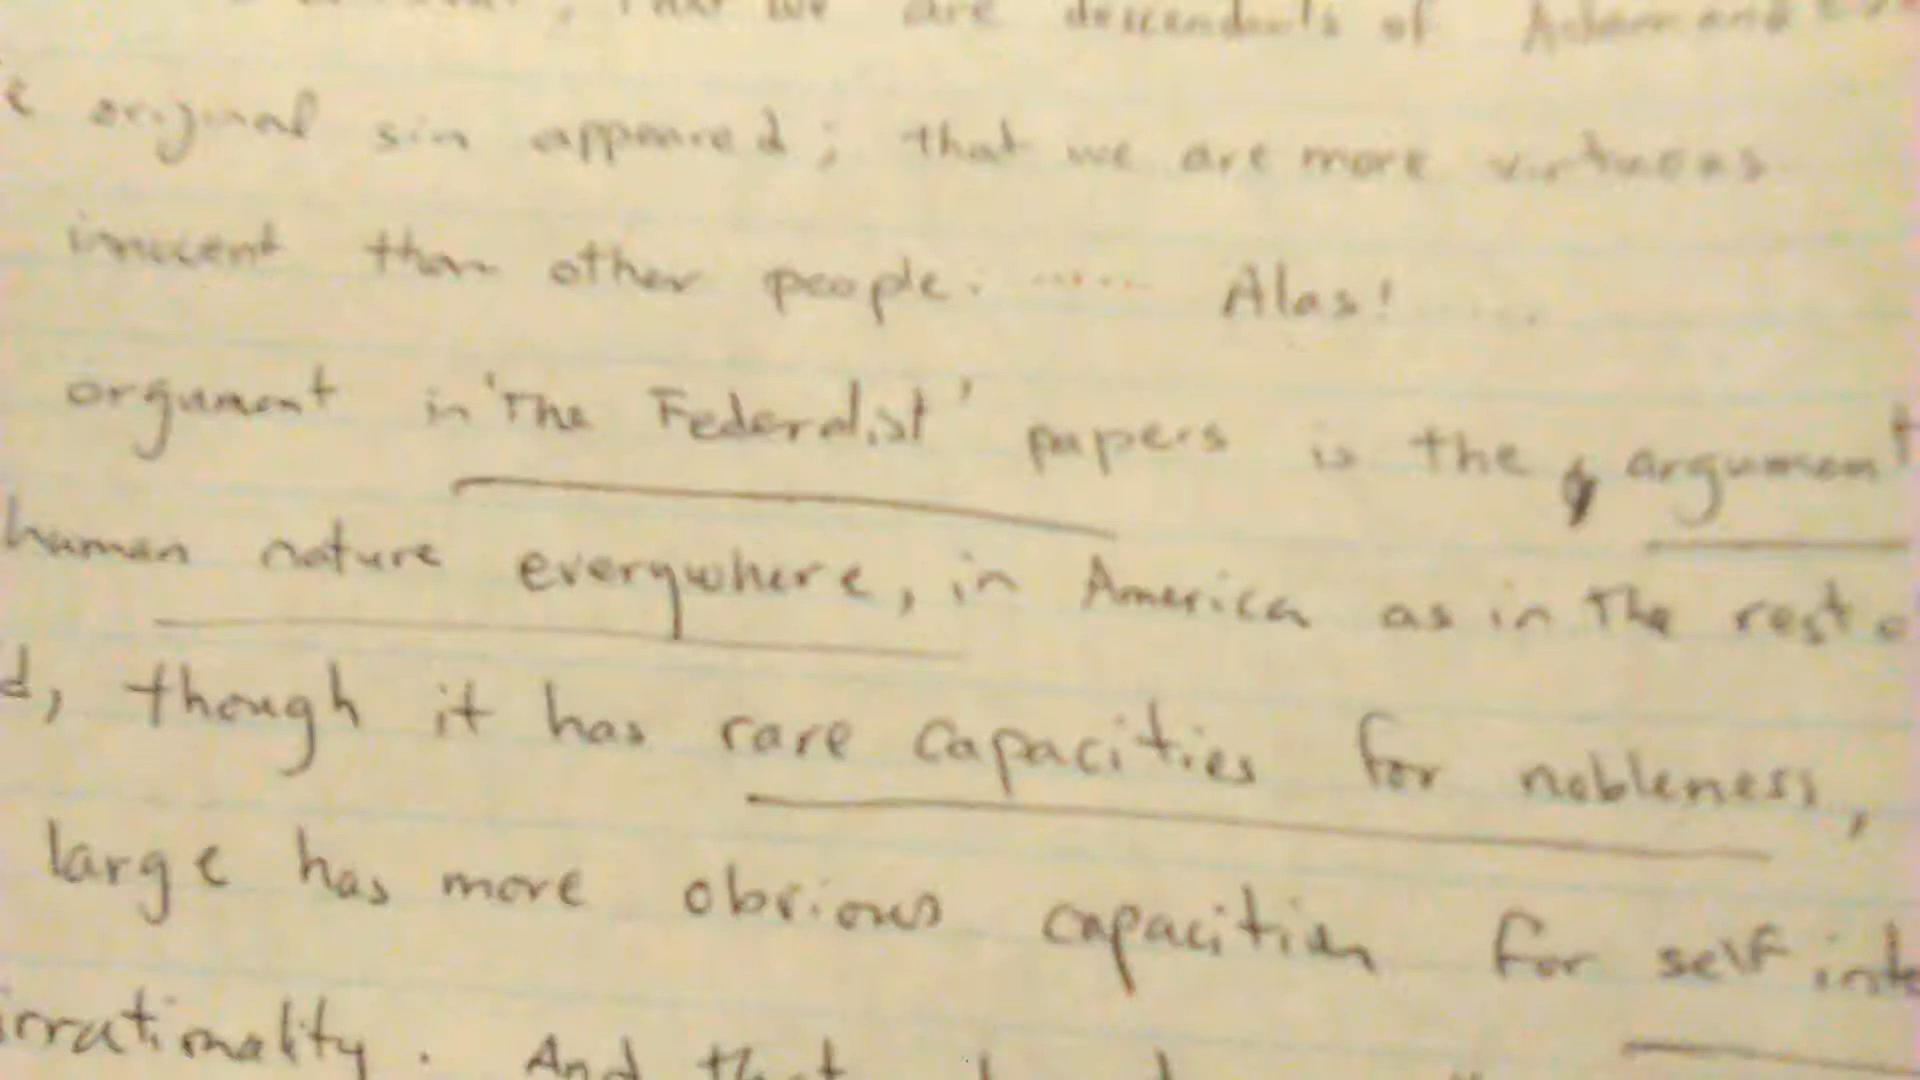 that we are descendants of Adam and
original sin appeared; that we are more virtuous
innocent than other people. ...... Alas! .....
argument in 'The Federalist' papers is the argument
human nature everywhere, in America as in the rest o
d, though it has rare capacities for nobleness,
large has more obvious capacities for self inte
irrationality. And that